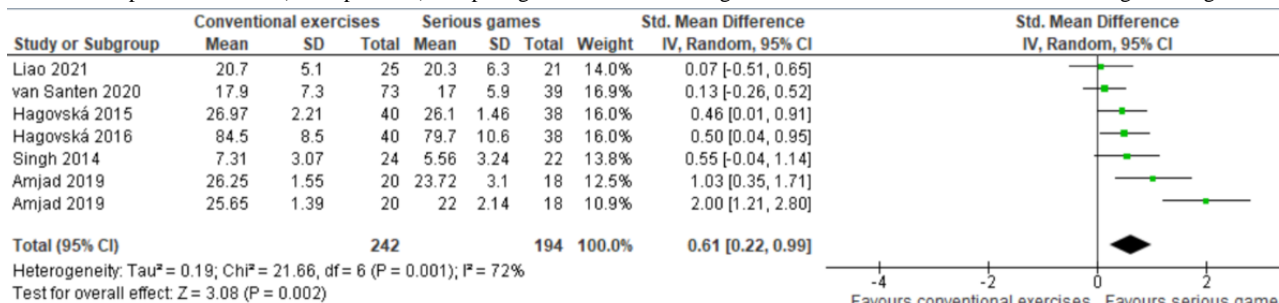 Conventional exercises Serious games Std. Mean Difference Std. Mean Difference
Study or Subgroup Mean SD Total Mean SD Total Weight IV, Random, 95% CI IV, Random, 95% CI
Liao 2021 20.7 5.1 25 20.3 6.3 21 14.0% 0.07 [-0.51, 0.65]
van Santen 2020 17.9 7.3 73 17 5.9 39 16.9% 0.13 [-0.26, 0.52]
Hagovská 2015 26.97 2.21 40 26.1 1.46 38 16.0% 0.46 [0.01, 0.91]
Hagovská 2016 84.5 8.5 40 79.7 10.6 38 16.0% 0.50 [0.04, 0.95]
Singh 2014 7.31 3.07 24 5.56 3.24 22 13.8% 0.55 [-0.04, 1.14]
Amjad 2019 26.25 1.55 20 23.72 3.1 18 12.5% 1.03 [0.35, 1.71]
Amjad 2019 25.65 1.39 20 22 2.14 18 10.9% 2.00 [1.21, 2.80]
Total (95% CI) 242 194 100.0% 0.61 [0.22, 0.99]
Heterogeneity: Tau² = 0.19; Chi² = 21.66, df = 6 (P = 0.001); I² = 72%
Test for overall effect: Z = 3.08 (P = 0.002)
-4 -2 0 2
Favours conventional exercises Favours serious game